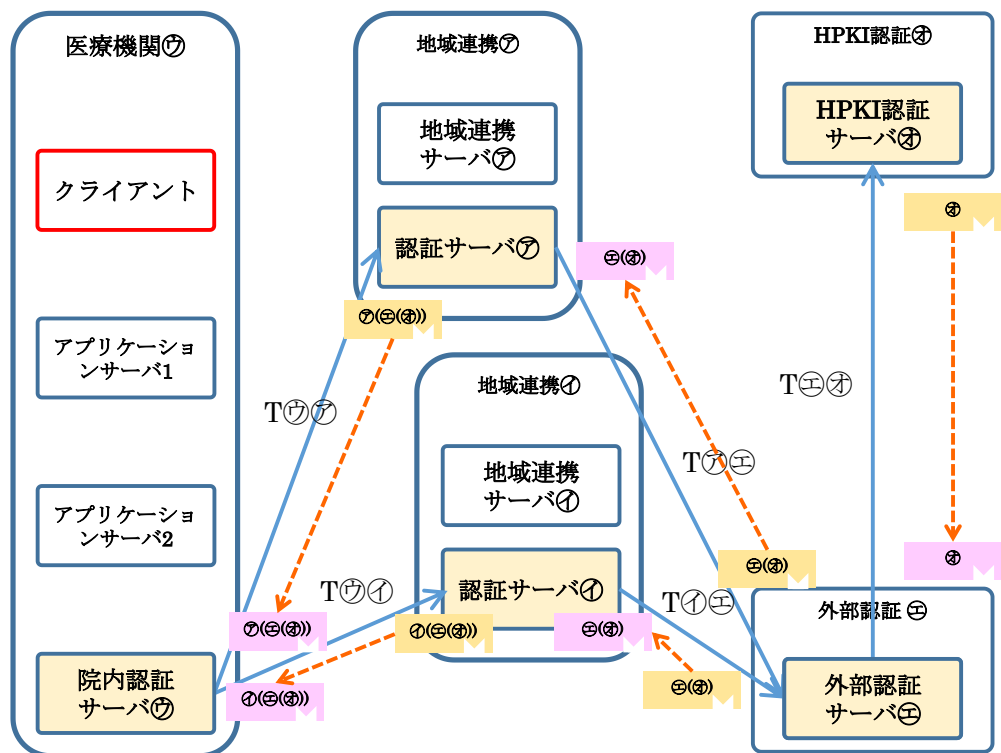 医療機関㋒
クライアント
アプリケーショ
ンサーバ1
アプリケーショ
ンサーバ2
院内認証
サーバ㋒
地域連携㋐
地域連携
サーバ㋐
認証サーバ㋐
㋐(㋓(㋔))
㋓(㋔)
T㋒㋐
地域連携㋑
地域連携
サーバ㋑
認証サーバ㋑
T㋒㋑
㋐(㋓(㋔))
㋑(㋓(㋔))
㋑(㋓(㋔))
㋓(㋔)
㋓(㋔)
T㋐㋓
㋓(㋔)
T㋑㋓
HPKI認証㋔
HPKI認証
サーバ㋔
㋔
T㋓㋔
㋔
外部認証 ㋓
外部認証
サーバ㋓